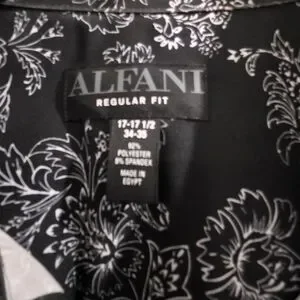 ALFANI
REGULAR FIT
17-17 1/2
34-35
92%
POLYESTER
8% SPANDEX
MADE IN
EGYPT